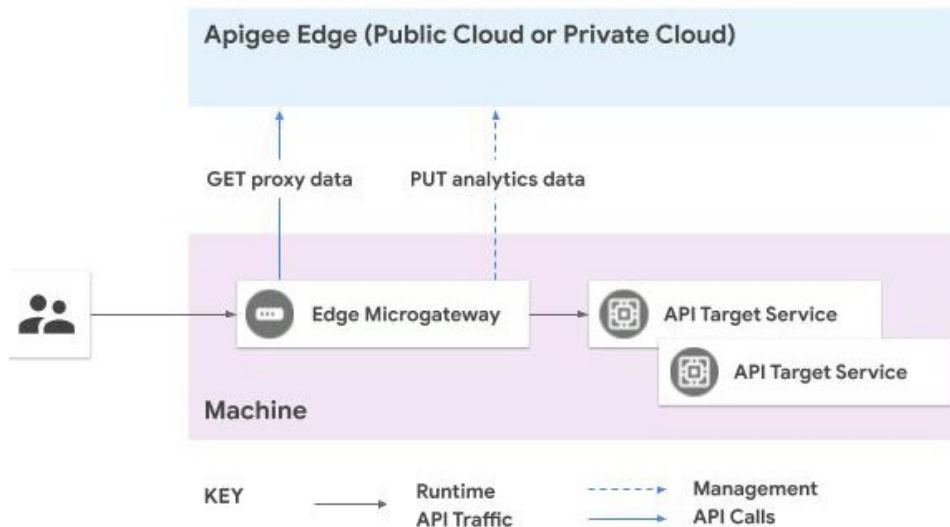 Apigee Edge (Public Cloud or Private Cloud)
GET proxy data
PUT analytics data
Edge Microgateway
API Target Service
API Target Service
Machine
KEY
Runtime
API Traffic
Management
API Calls